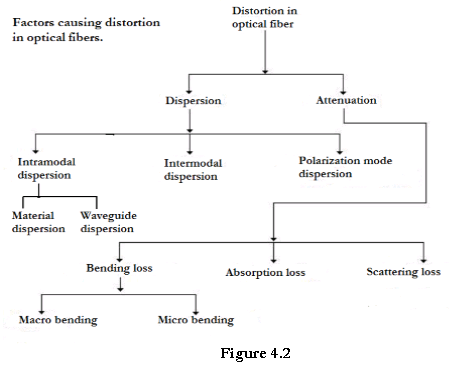 Factors causing distortion
in optical fibers.
Distortion in
optical fiber
Dispersion
Attenuation
Intramodal
dispersion
Intermodal
dispersion
Polarization mode
dispersion
Material
dispersion
Waveguide
dispersion
Bending loss
Absorption loss
Scattering loss
Macro bending
Micro bending
Figure 4.2